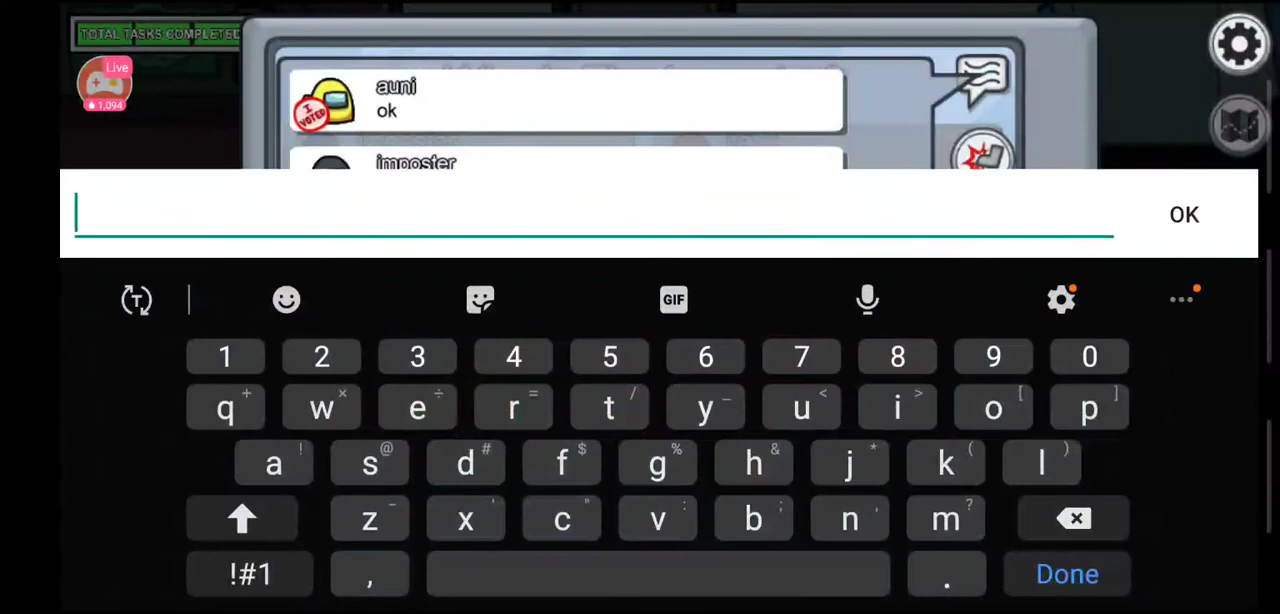 TOTAL TASKS COMPLETED
Live
1,094
auni
I VOTED
ok
imposter
OK
T
GIF
1 2 3 4 5 6 7 8 9 0
q + w × e ÷ r = t / y _ u < i > o [ p ]
a ! s @ d # f $ g % h & j * k ( l )
z - x ' c " v : b ; n , m ?
!#1 , . Done